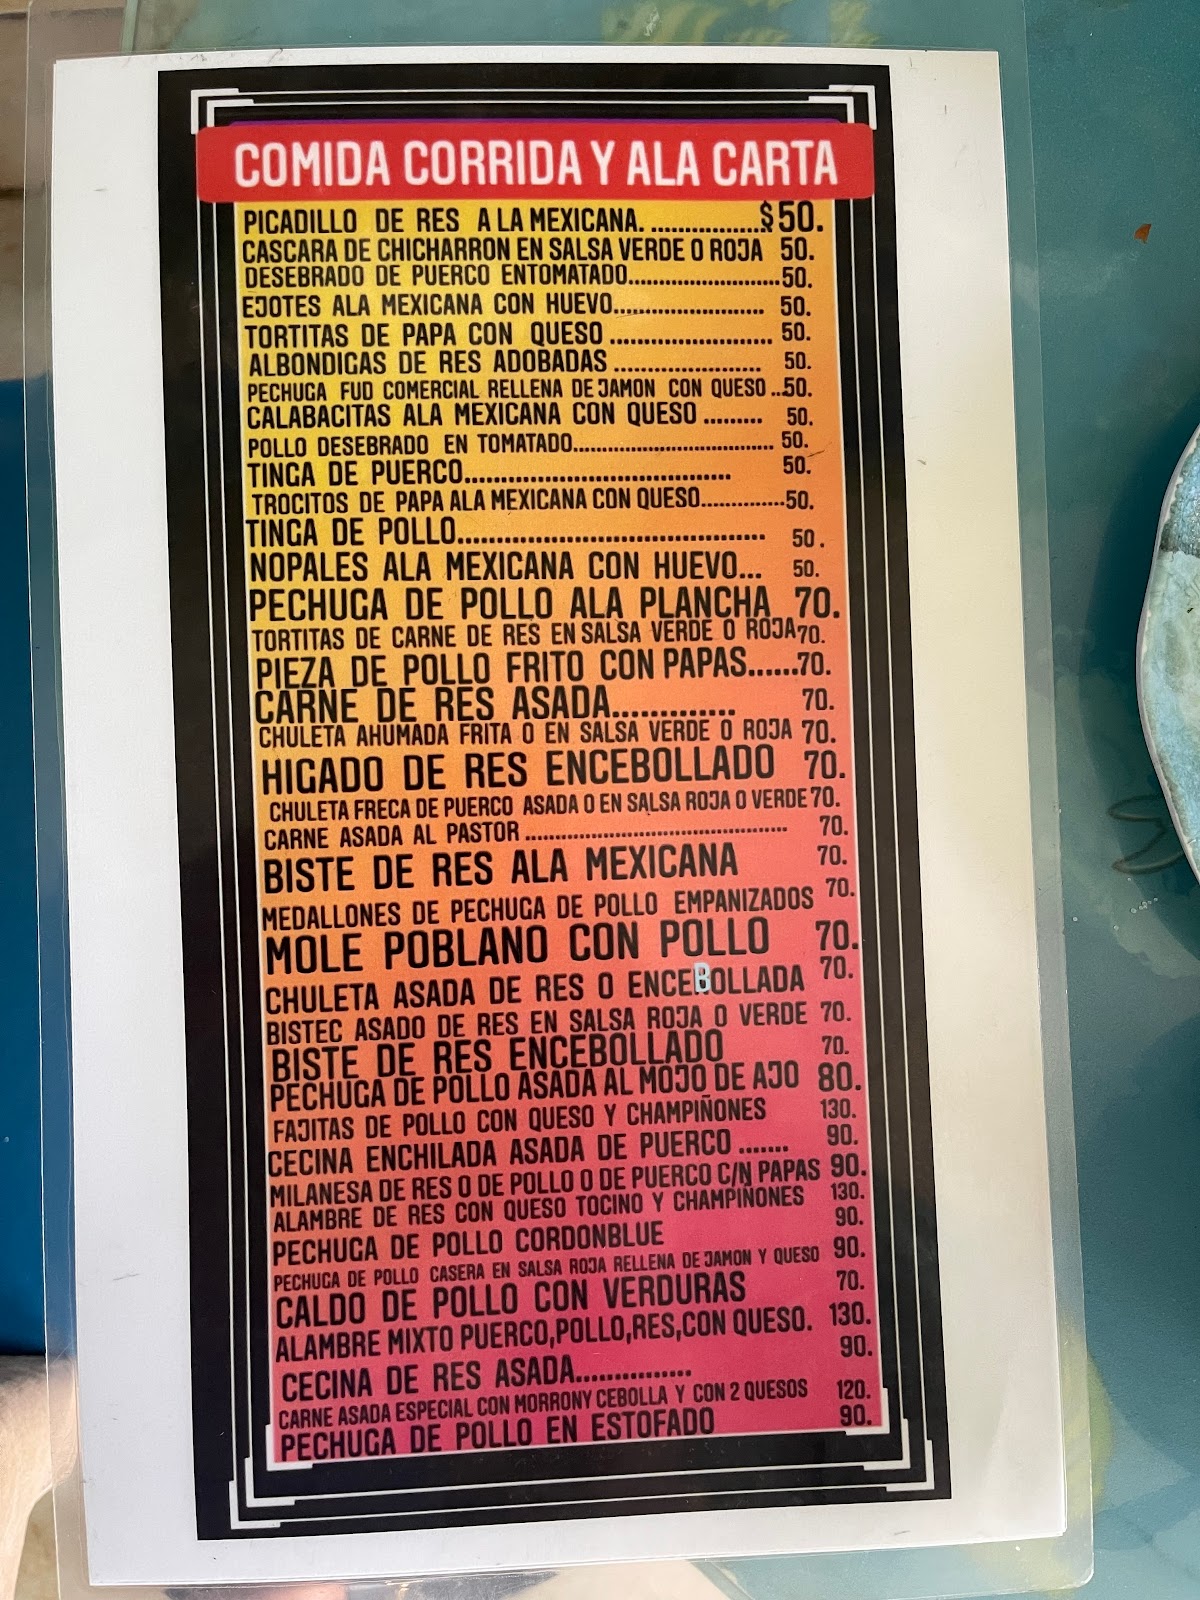 COMIDA CORRIDA Y ALA CARTA
PICADILLO DE RES A LA MEXICANA. ................$50.
CASCARA DE CHICHARRON EN SALSA VERDE O ROJA 50.
DESEBRADO DE PUERCO ENTOMATADO..........................50.
EJOTES ALA MEXICANA CON HUEVO........................ 50.
TORTITAS DE PAPA CON QUESO ........................ 50.
ALBONDIGAS DE RES ADOBADAS ...................... 50.
PECHUGA FUD COMERCIAL RELLENA DE JAMON CON QUESO ...50.
CALABACITAS ALA MEXICANA CON QUESO ......... 50.
POLLO DESEBRADO EN TOMATADO.................................. 50.
TINGA DE PUERCO................................... 50.
TROCITOS DE PAPA ALA MEXICANA CON QUESO.............50.
TINGA DE POLLO........................................ 50.
NOPALES ALA MEXICANA CON HUEVO... 50.
PECHUGA DE POLLO ALA PLANCHA 70.
TORTITAS DE CARNE DE RES EN SALSA VERDE O ROJA 70.
PIEZA DE POLLO FRITO CON PAPAS......70.
CARNE DE RES ASADA............. 70.
CHULETA AHUMADA FRITA O EN SALSA VERDE O ROJA 70.
HIGADO DE RES ENCEBOLLADO 70.
CHULETA FRECA DE PUERCO ASADA O EN SALSA ROJA O VERDE 70.
CARNE ASADA AL PASTOR ........................................ 70.
BISTE DE RES ALA MEXICANA 70.
MEDALLONES DE PECHUGA DE POLLO EMPANIZADOS 70.
MOLE POBLANO CON POLLO 70.
CHULETA ASADA DE RES O ENCEBOLLADA 70.
BISTEC ASADO DE RES EN SALSA ROJA O VERDE 70.
BISTE DE RES ENCEBOLLADO 70.
PECHUGA DE POLLO ASADA AL MOJO DE AJO 80.
FAJITAS DE POLLO CON QUESO Y CHAMPIÑONES 130.
CECINA ENCHILADA ASADA DE PUERCO ....... 90.
MILANESA DE RES O DE POLLO O DE PUERCO C/N PAPAS 90.
ALAMBRE DE RES CON QUESO TOCINO Y CHAMPIÑONES 130.
PECHUGA DE POLLO CORDONBLUE 90.
PECHUGA DE POLLO CASERA EN SALSA ROJA RELLENA DE JAMON Y QUESO 90.
CALDO DE POLLO CON VERDURAS 70.
ALAMBRE MIXTO PUERCO,POLLO,RES,CON QUESO. 130.
CECINA DE RES ASADA............... 90.
CARNE ASADA ESPECIAL CON MORRONY CEBOLLA Y CON 2 QUESOS 120.
PECHUGA DE POLLO EN ESTOFADO 90.